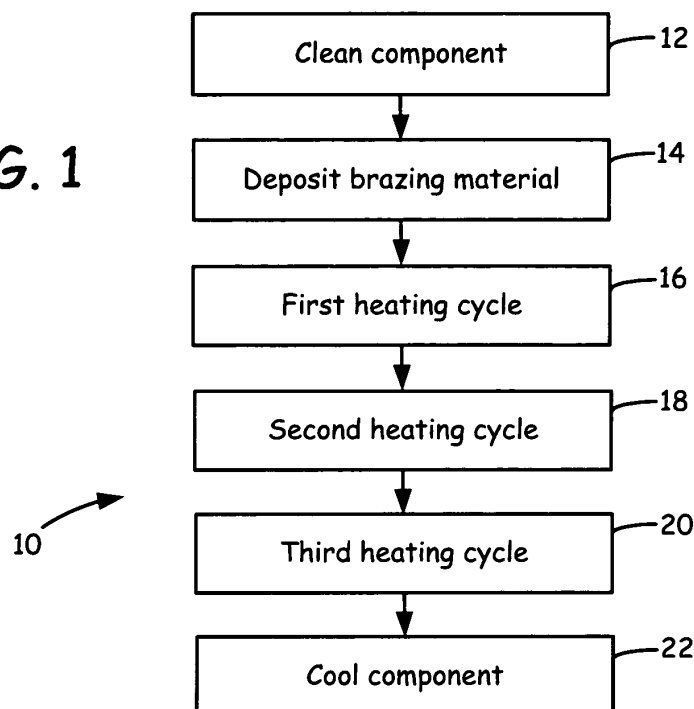 Clean component
12
G. 1
Deposit brazing material
14
First heating cycle
16
Second heating cycle
18
10
Third heating cycle
20
Cool component
22